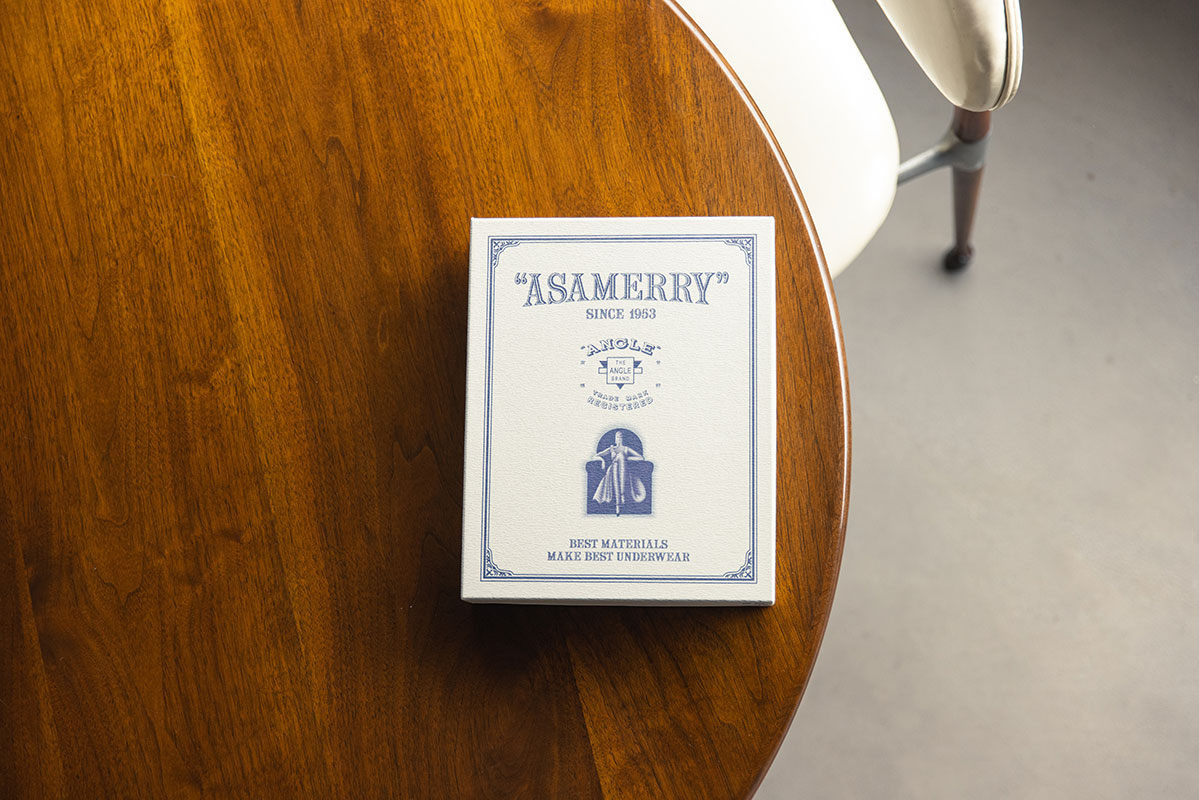 “ASAMERRY”
SINCE 1953
"ANGLE"
THE
ANGLE
BRAND
TRADE MARK
REGISTERED
BEST MATERIALS
MAKE BEST UNDERWEAR